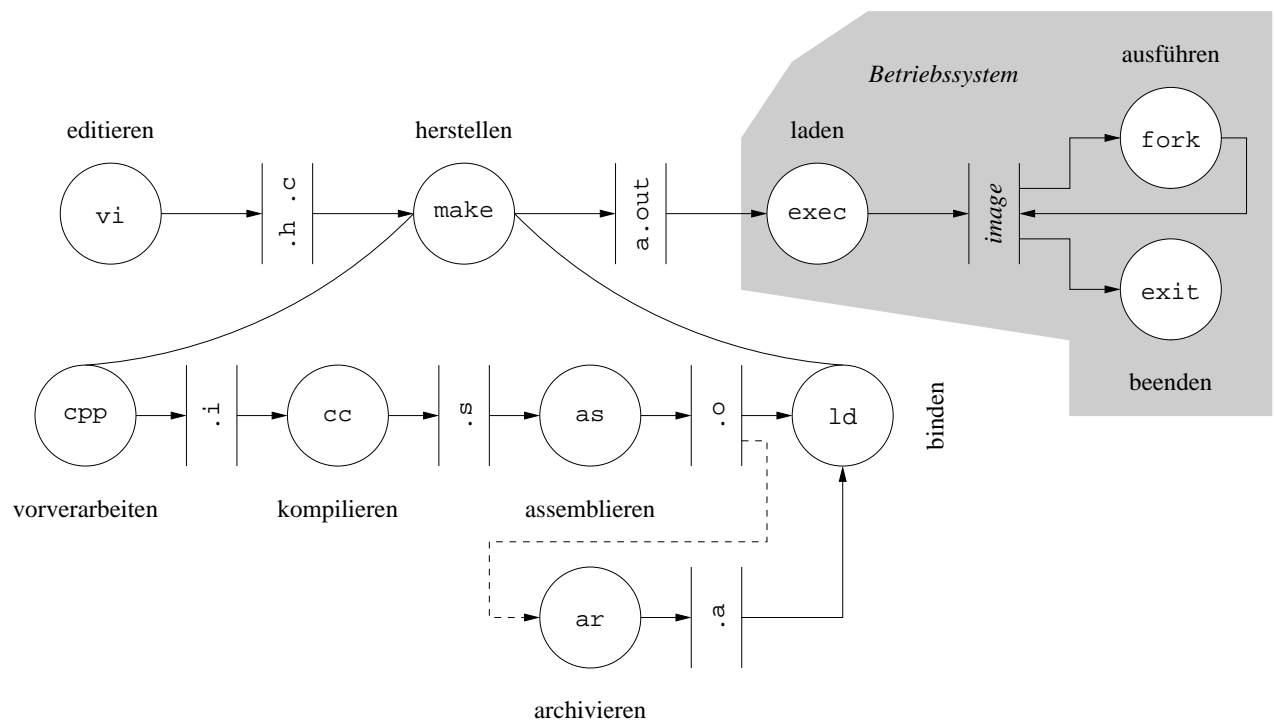 ausführen
Betriebssystem
editieren
herstellen
laden
vi
.h .c
make
a.out
exec
image
fork
exit
beenden
cpp
.i
cc
.s
as
.o
ld
binden
vorverarbeiten
kompilieren
assemblieren
ar
.a
archivieren